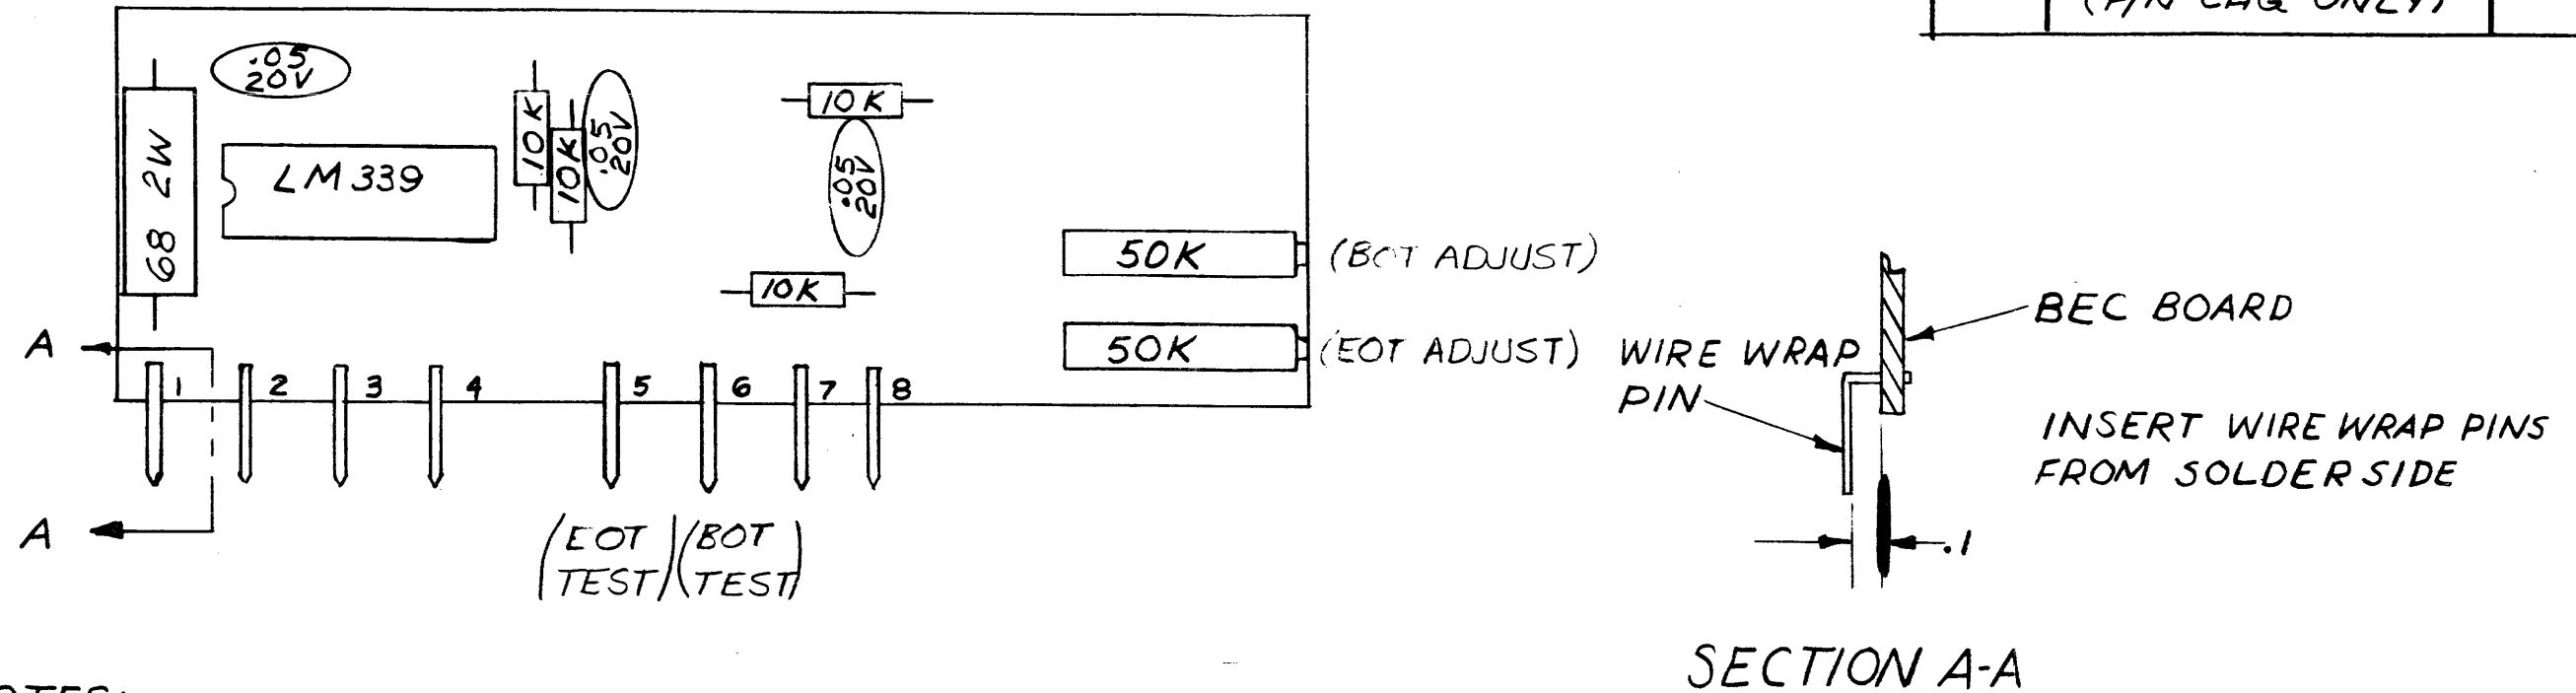 (P/N CHG ONLY)
.05
20V
68 2W
LM339
10K
10K
.05
20V
10K
.05
20V
10K
50K
(BOT ADJUST)
50K
(EOT ADJUST)
A
1 2 3 4 5 6 7 8
A
(EOT
TEST)
(BOT
TEST)
BEC BOARD
WIRE WRAP
PIN
INSERT WIRE WRAP PINS
FROM SOLDER SIDE
.1
SECTION A-A